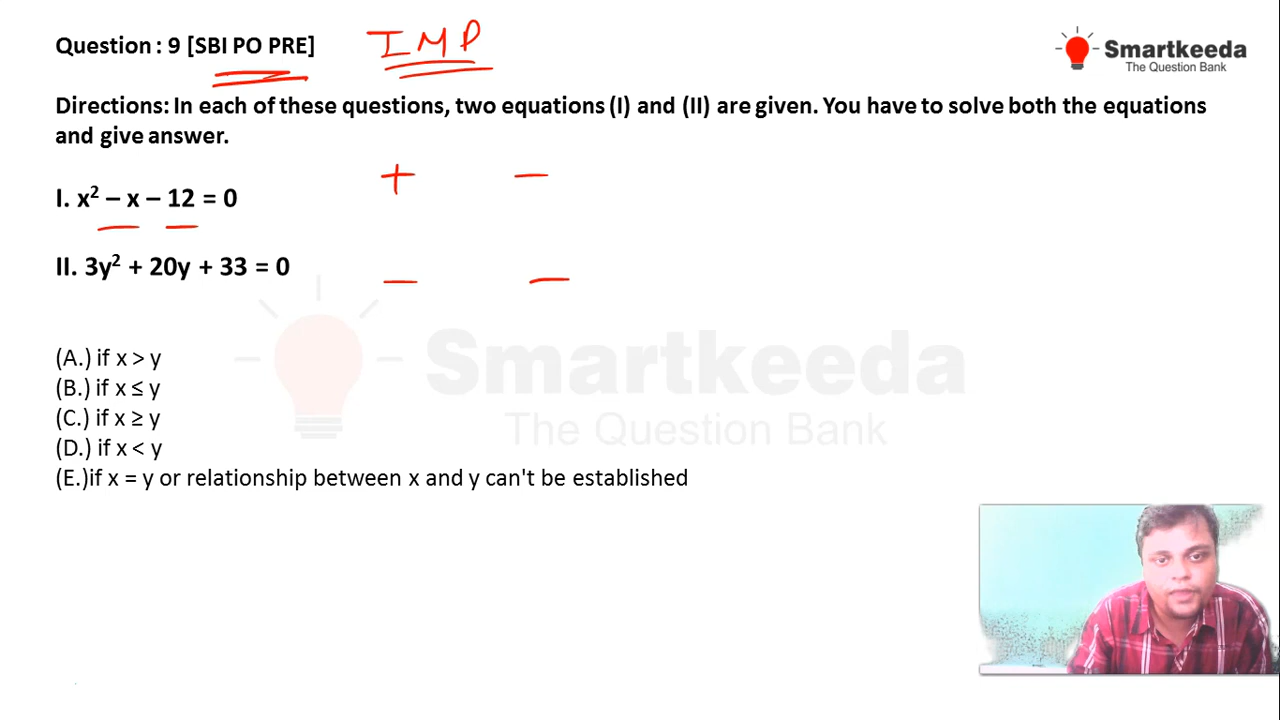 Question : 9 [SBI PO PRE] IMP
Smartkeeda
The Question Bank
Directions: In each of these questions, two equations (I) and (II) are given. You have to solve both the equations
and give answer.
+ −
I. x² – x – 12 = 0
II. 3y² + 20y + 33 = 0
− −
Smartkeeda
The Question Bank
(A.) if x > y
(B.) if x ≤ y
(C.) if x ≥ y
(D.) if x < y
(E.)if x = y or relationship between x and y can't be established